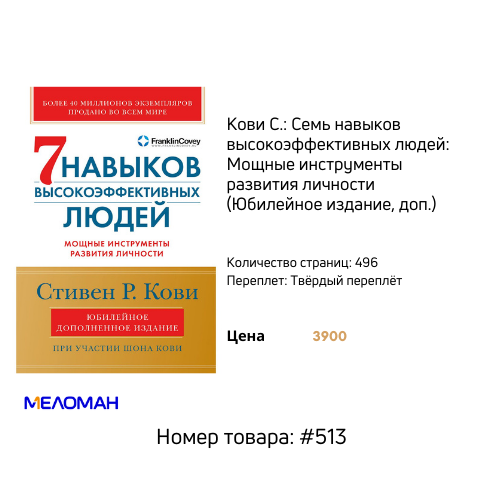 БОЛЕЕ 40 МИЛЛИОНОВ ЭКЗЕМПЛЯРОВ
ПРОДАНО ВО ВСЕМ МИРЕ
FranklinCovey
7 НАВЫКОВ
ВЫСОКОЭФФЕКТИВНЫХ
ЛЮДЕЙ
МОЩНЫЕ ИНСТРУМЕНТЫ
РАЗВИТИЯ ЛИЧНОСТИ
Стивен Р. Кови
ЮБИЛЕЙНОЕ
ДОПОЛНЕННОЕ ИЗДАНИЕ
ПРИ УЧАСТИИ ШОНА КОВИ
Кови С.: Семь навыков
высокоэффективных людей:
Мощные инструменты
развития личности
(Юбилейное издание, доп.)
Количество страниц: 496
Переплет: Твёрдый переплёт
Цена 3900
МЕЛОМАН
Номер товара: #513